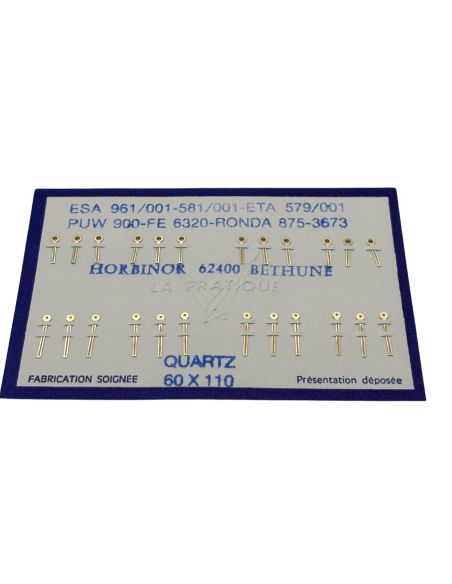 ESA 961/001-581/001-ETA 579/001
PUW 900-FE 6320-RONDA 875-3673
HORBINOR 62400 BETHUNE
LA PRATIQUE
QUARTZ
60 X 110
FABRICATION SOIGNÉE
Présentation déposée